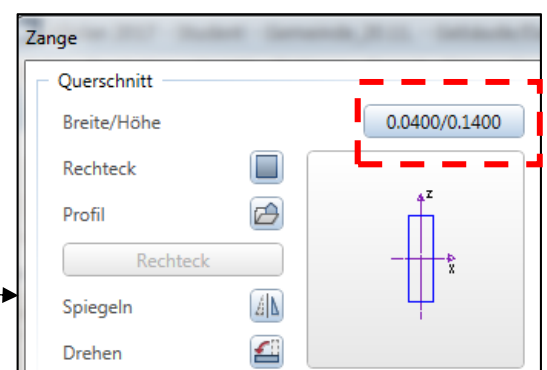 Zange
Querschnitt
Breite/Höhe 0.0400/0.1400
Rechteck
Profil
Rechteck
Spiegeln
Drehen
z
x